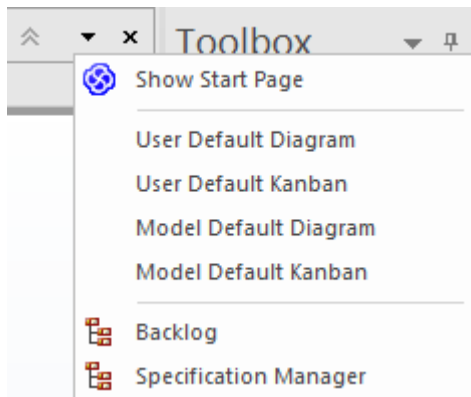 Toolbox
Show Start Page
User Default Diagram
User Default Kanban
Model Default Diagram
Model Default Kanban
Backlog
Specification Manager